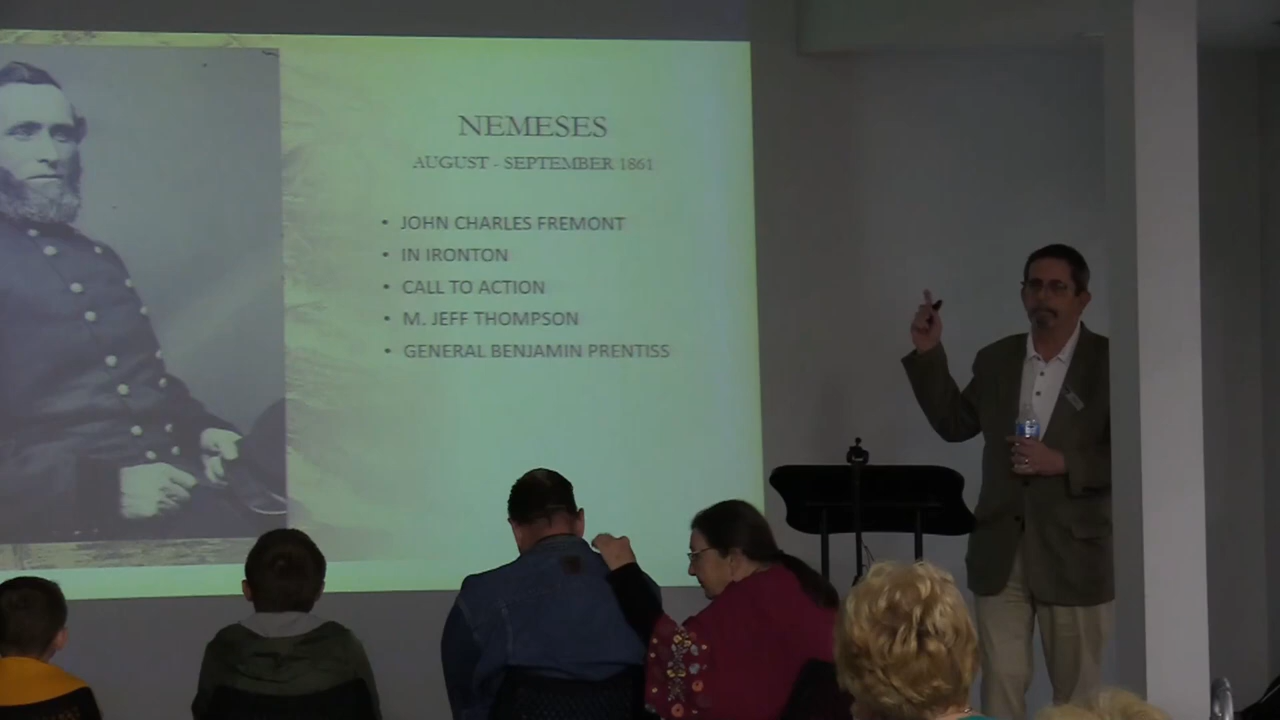 NEMESES
AUGUST - SEPTEMBER 1861
• JOHN CHARLES FREMONT
• IN IRONTON
• CALL TO ACTION
• M. JEFF THOMPSON
• GENERAL BENJAMIN PRENTISS